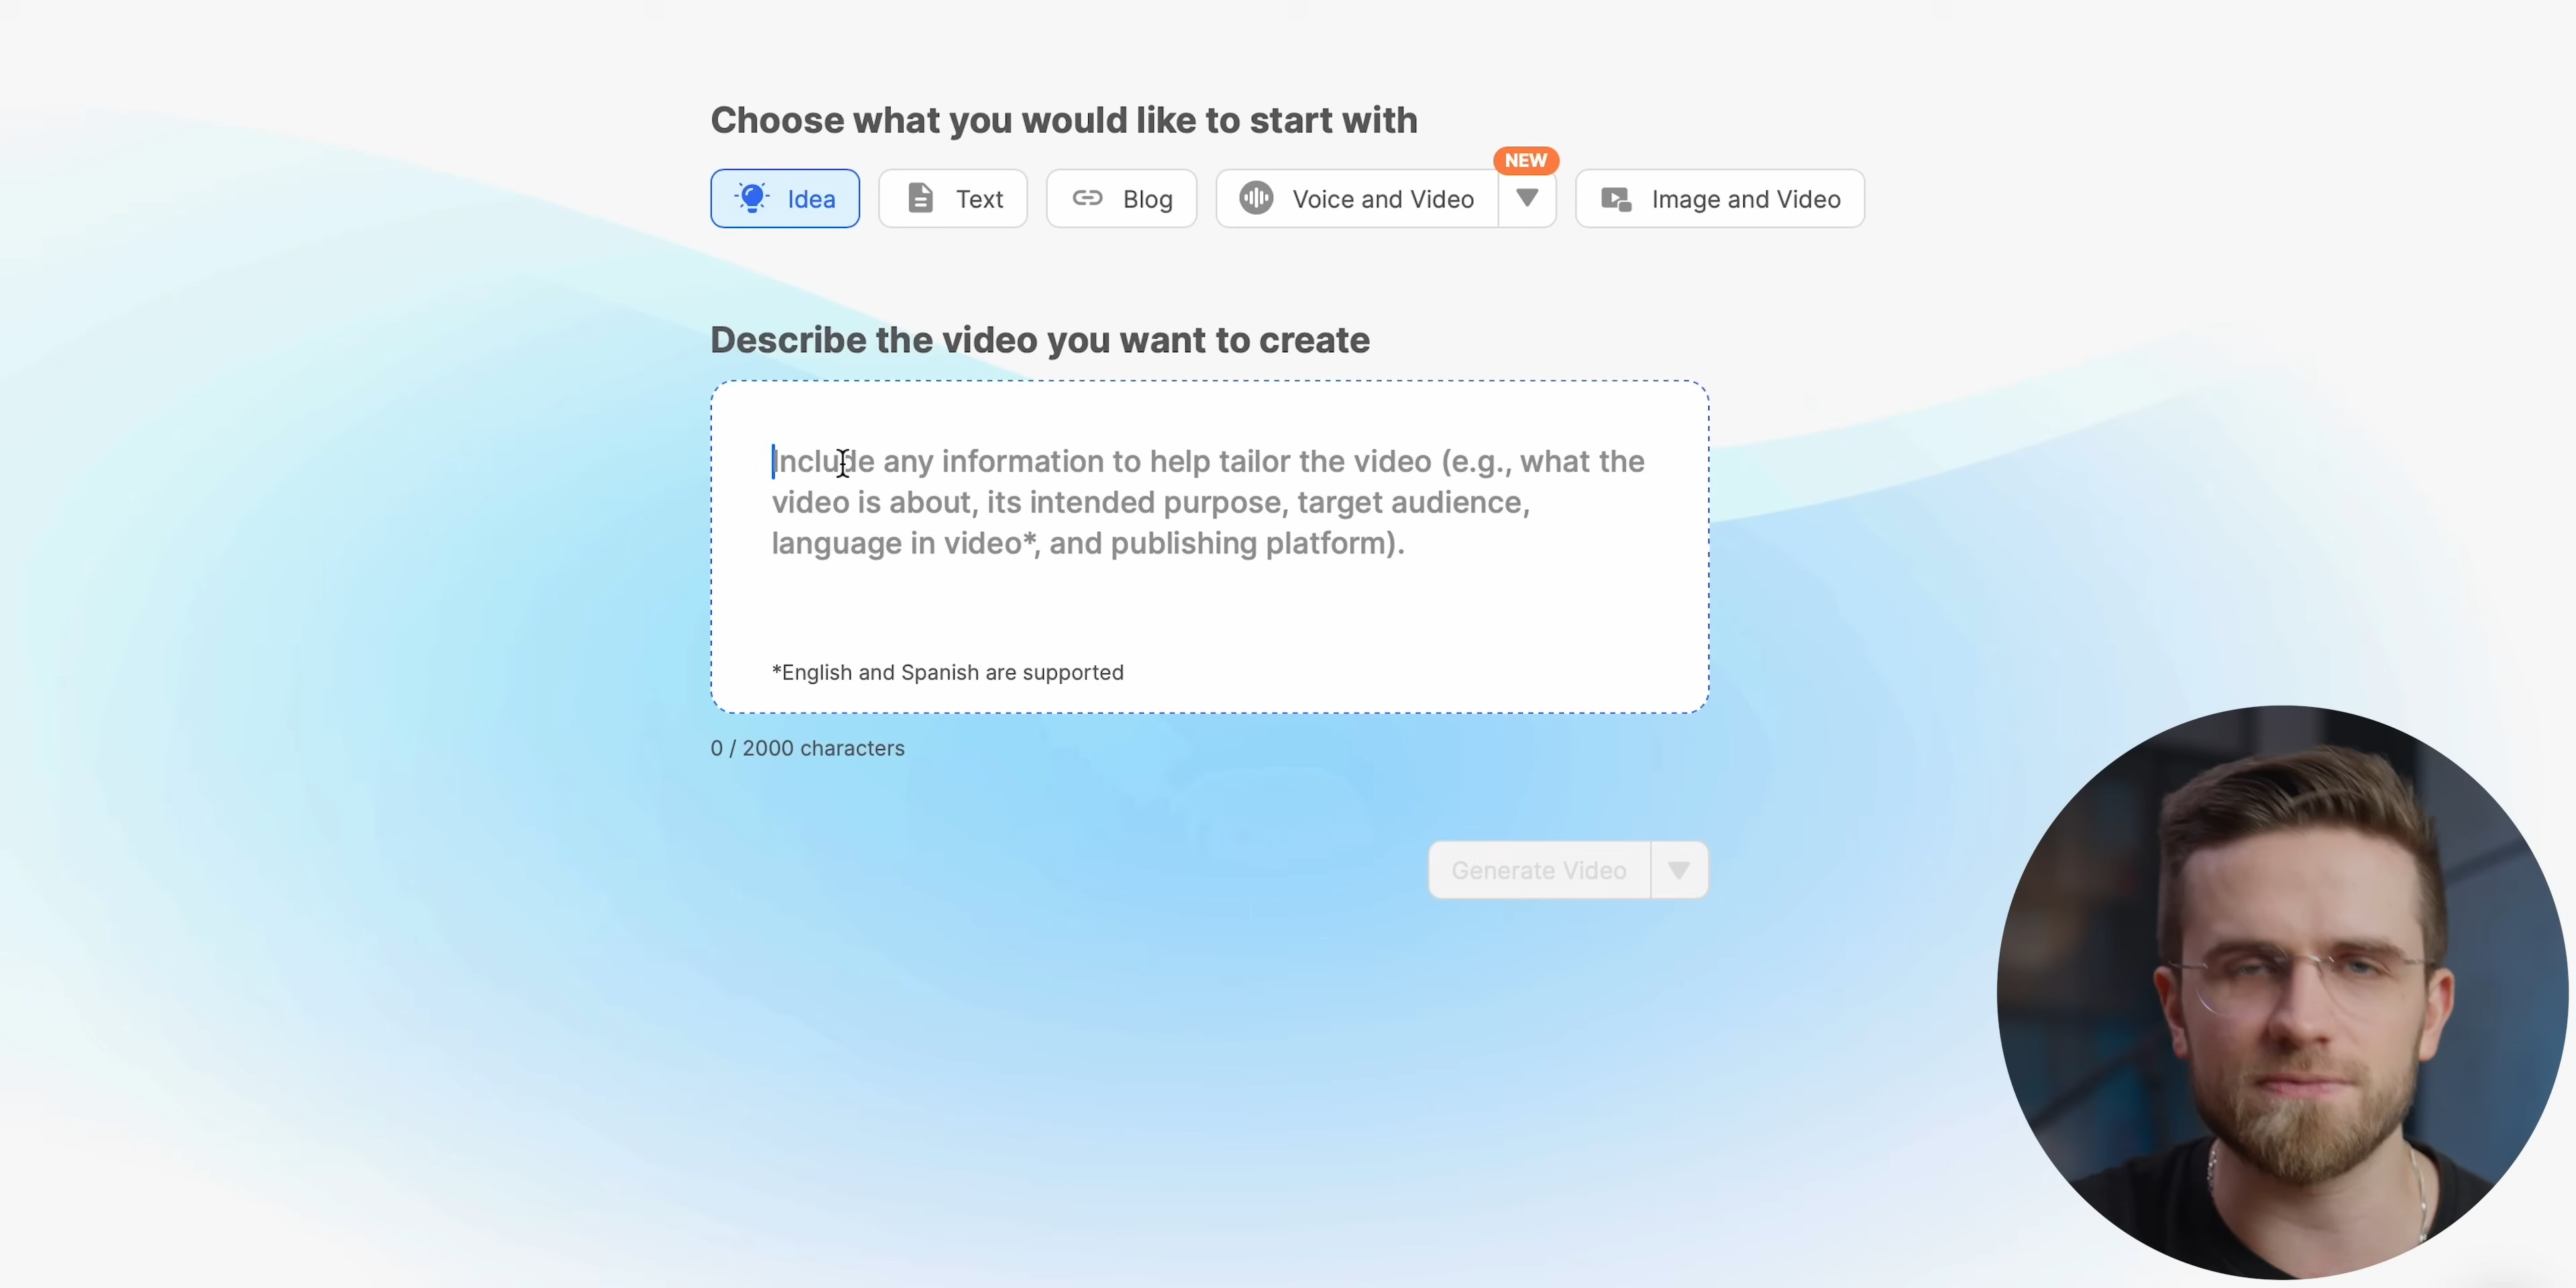 Choose what you would like to start with
NEW
Idea
Text
Blog
Voice and Video
Image and Video
Describe the video you want to create
Include any information to help tailor the video (e.g., what the
video is about, its intended purpose, target audience,
language in video*, and publishing platform).
*English and Spanish are supported
0 / 2000 characters
Generate Video